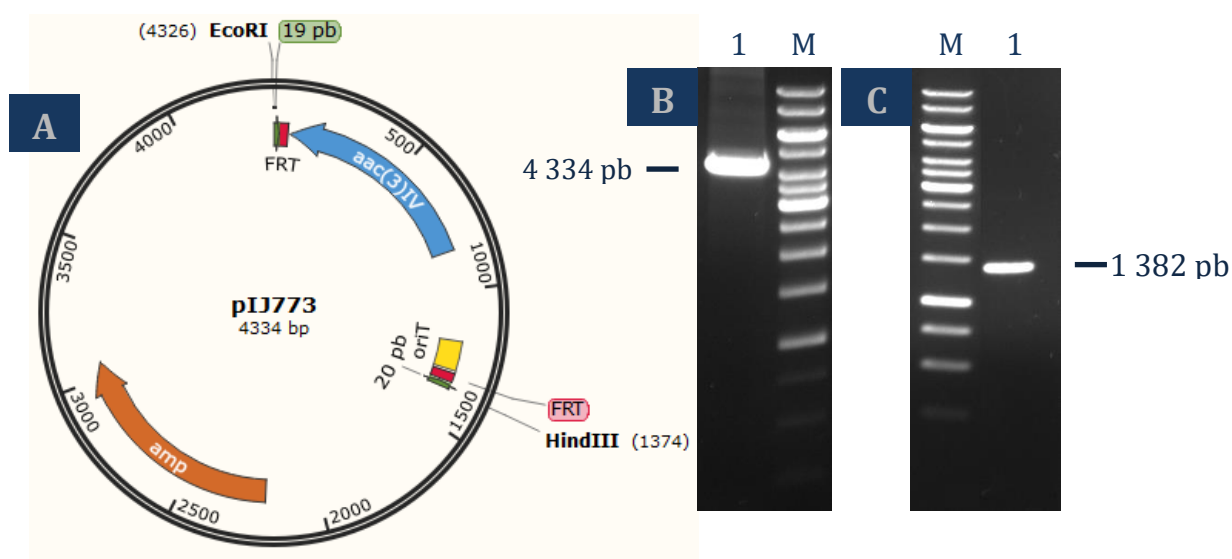 A
(4326) EcoRI 19 pb
4000
500
FRT
aac(3)IV
3500
1000
pIJ773
4334 bp
20 pb
oriT
FRT
1500
HindIII (1374)
3000
amp
2500
2000
1 M
B
4 334 pb
C
M 1
1 382 pb